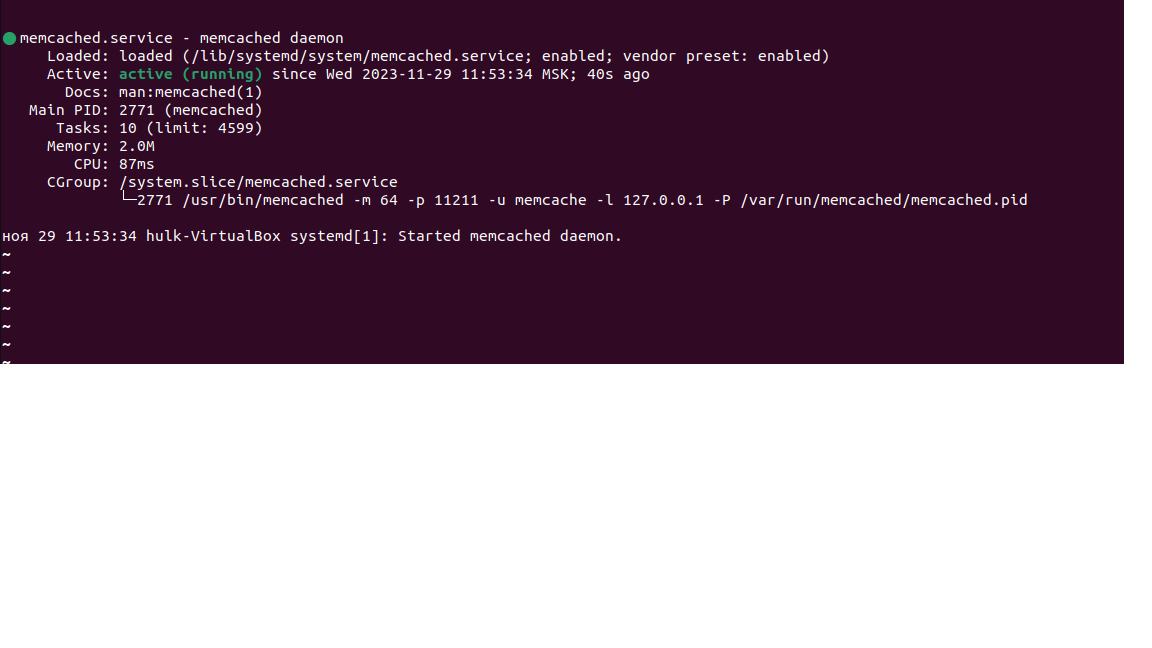 ●memcached.service - memcached daemon
     Loaded: loaded (/lib/systemd/system/memcached.service; enabled; vendor preset: enabled)
     Active: active (running) since Wed 2023-11-29 11:53:34 MSK; 40s ago
       Docs: man:memcached(1)
   Main PID: 2771 (memcached)
      Tasks: 10 (limit: 4599)
     Memory: 2.0M
        CPU: 87ms
     CGroup: /system.slice/memcached.service
             └─2771 /usr/bin/memcached -m 64 -p 11211 -u memcache -l 127.0.0.1 -P /var/run/memcached/memcached.pid

ноя 29 11:53:34 hulk-VirtualBox systemd[1]: Started memcached daemon.
~
~
~
~
~
~
~